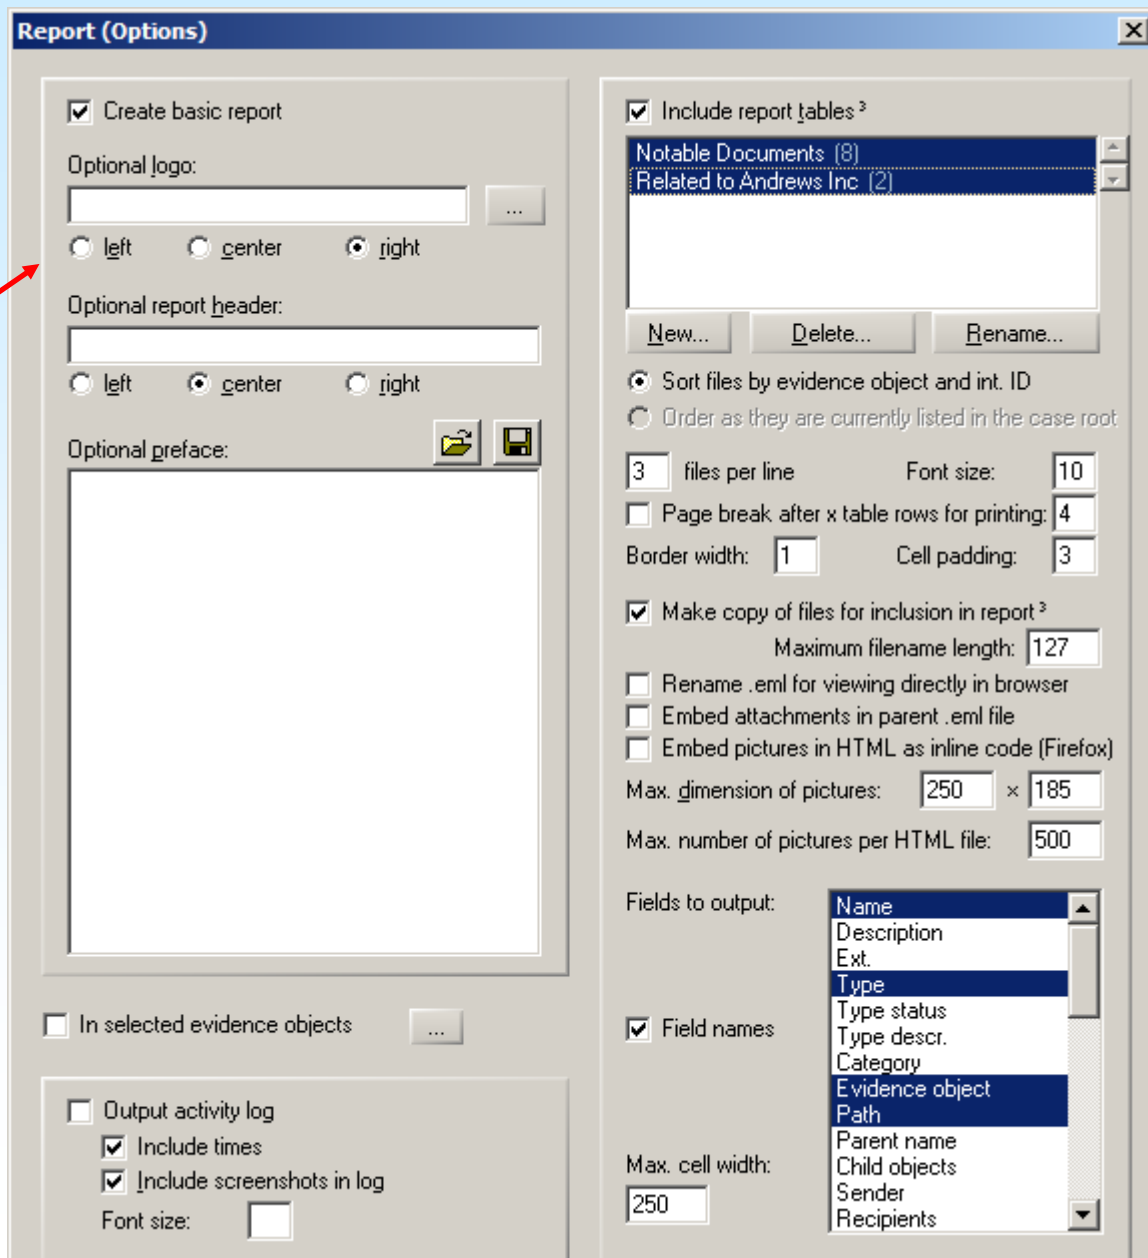 Report (Options)
Create basic report
Optional logo:
...
left center right
Optional report header:
left center right
Optional preface:
In selected evidence objects ...
Output activity log
Include times
Include screenshots in log
Font size:
Include report tables ³
Notable Documents (8)
Related to Andrews Inc (2)
New... Delete... Rename...
Sort files by evidence object and int. ID
Order as they are currently listed in the case root
3 files per line Font size: 10
Page break after x table rows for printing: 4
Border width: 1 Cell padding: 3
Make copy of files for inclusion in report ³
Maximum filename length: 127
Rename .eml for viewing directly in browser
Embed attachments in parent .eml file
Embed pictures in HTML as inline code (Firefox)
Max. dimension of pictures: 250 × 185
Max. number of pictures per HTML file: 500
Fields to output:
Name
Description
Ext.
Type
Type status
Type descr.
Category
Evidence object
Path
Parent name
Child objects
Sender
Recipients
Field names
Max. cell width:
250